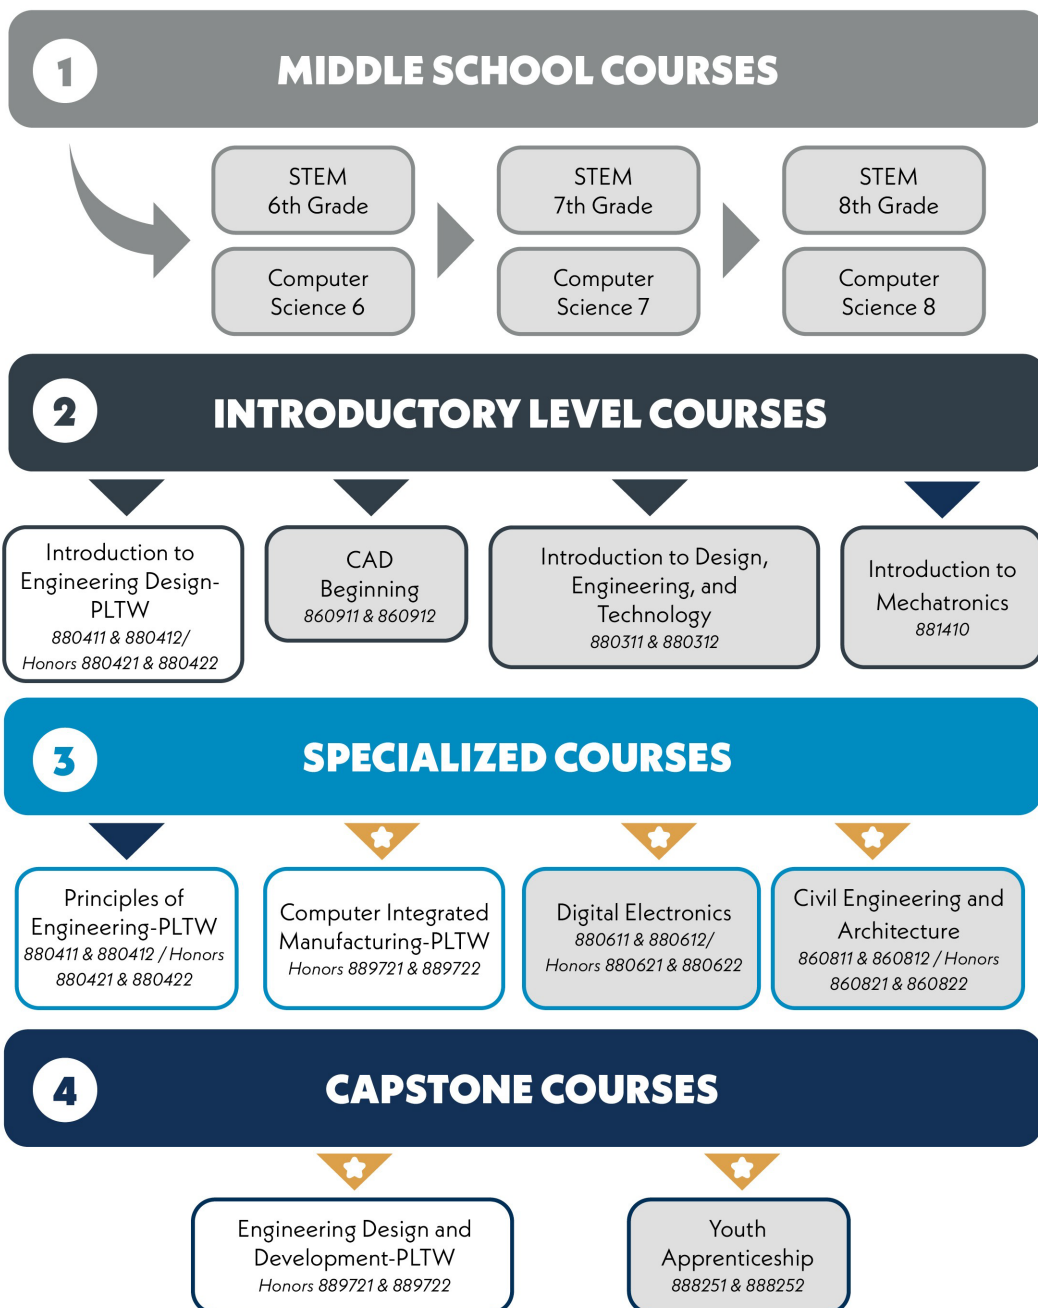 1
MIDDLE SCHOOL COURSES
STEM
6th Grade
STEM
7th Grade
STEM
8th Grade
Computer
Science 6
Computer
Science 7
Computer
Science 8
2
INTRODUCTORY LEVEL COURSES
Introduction to
Engineering Design-
PLTW
880411 & 880412/
Honors 880421 & 880422
CAD
Beginning
860911 & 860912
Introduction to Design,
Engineering, and
Technology
880311 & 880312
Introduction to
Mechatronics
881410
3
SPECIALIZED COURSES
Principles of
Engineering-PLTW
880411 & 880412 / Honors
880421 & 880422
Computer Integrated
Manufacturing-PLTW
Honors 889721 & 889722
Digital Electronics
880611 & 880612/
Honors 880621 & 880622
Civil Engineering and
Architecture
860811 & 860812 / Honors
860821 & 860822
4
CAPSTONE COURSES
Engineering Design and
Development-PLTW
Honors 889721 & 889722
Youth
Apprenticeship
888251 & 888252